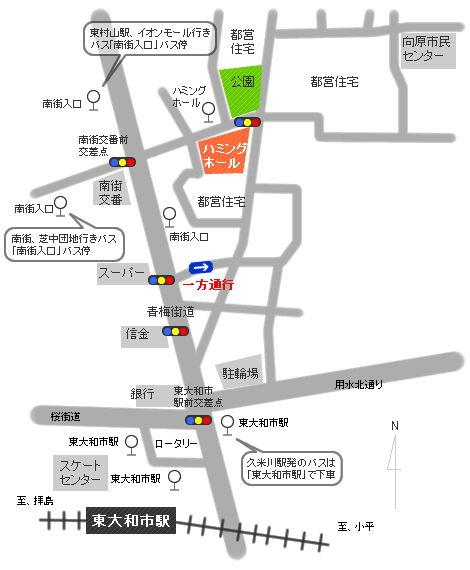 東村山駅、イオンモール行き
バス「南街入口」バス停
都営
住宅
向原市民
センター
公園
都営住宅
ハミング
ホール
南街入口
南街交番前
交差点
ハミング
ホール
南街
交番
都営住宅
南街入口
南街入口
南街、芝中団地行きバス
「南街入口」バス停
スーパー
一方通行
青梅街道
信金
駐輪場
用水北通り
銀行
東大和市
駅前交差点
桜街道
東大和市駅
東大和市駅
ロータリー
久米川駅発のバスは
「東大和市駅」で下車
スケート
センター
東大和市駅
N
至、拝島
東大和市駅
至、小平